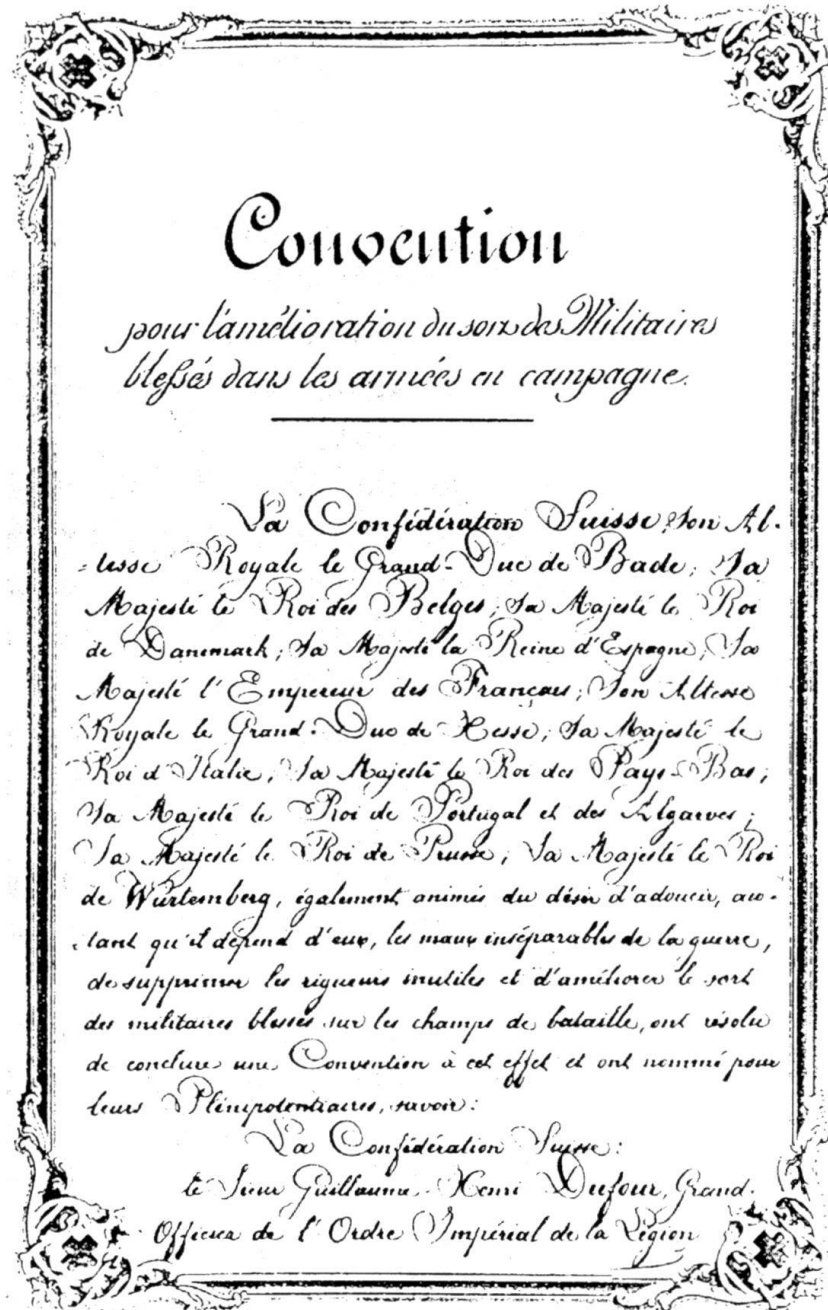 Convention
pour l'amélioration du sort des Militaires
blessés dans les armées en campagne.
La Confédération Suisse; Son Al-
-tesse Royale le Grand-Duc de Bade; Sa
Majesté le Roi des Belges; Sa Majesté le Roi
de Danemark; Sa Majesté la Reine d'Espagne; Sa
Majesté l'Empereur des Français; Son Altesse
Royale le Grand-Duc de Hesse; Sa Majesté le
Roi d'Italie; Sa Majesté le Roi des Pays-Bas;
Sa Majesté le Roi de Portugal et des Algarves;
Sa Majesté le Roi de Prusse; Sa Majesté le Roi
de Würtemberg, également animés du désir d'adoucir, au-
-tant qu'il dépend d'eux, les maux inséparables de la guerre,
de supprimer les rigueurs inutiles et d'améliorer le sort
des militaires blessés sur les champs de bataille, ont résolu
de conclure une Convention à cet effet et ont nommé pour
leurs Plénipotentiaires, savoir:
La Confédération Suisse:
le Sieur Guillaume-Henri Dufour, Grand
Officier de l'Ordre Impérial de la Légion